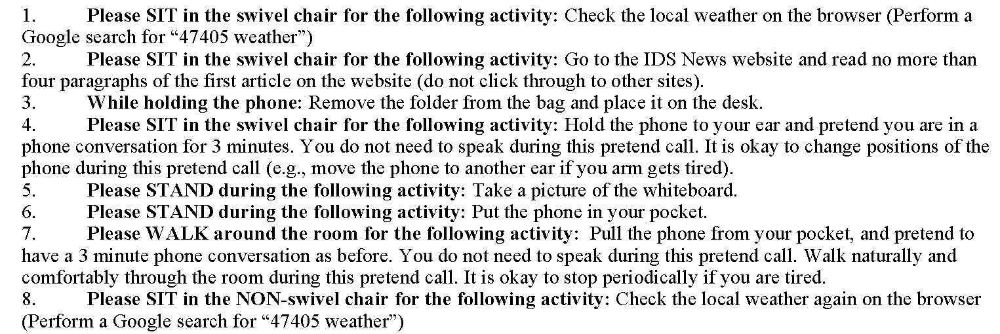 1. Please SIT in the swivel chair for the following activity: Check the local weather on the browser (Perform a
Google search for “47405 weather”)
2. Please SIT in the swivel chair for the following activity: Go to the IDS News website and read no more than
four paragraphs of the first article on the website (do not click through to other sites).
3. While holding the phone: Remove the folder from the bag and place it on the desk.
4. Please SIT in the swivel chair for the following activity: Hold the phone to your ear and pretend you are in a
phone conversation for 3 minutes. You do not need to speak during this pretend call. It is okay to change positions of the
phone during this pretend call (e.g., move the phone to another ear if you arm gets tired).
5. Please STAND during the following activity: Take a picture of the whiteboard.
6. Please STAND during the following activity: Put the phone in your pocket.
7. Please WALK around the room for the following activity: Pull the phone from your pocket, and pretend to
have a 3 minute phone conversation as before. You do not need to speak during this pretend call. Walk naturally and
comfortably through the room during this pretend call. It is okay to stop periodically if you are tired.
8. Please SIT in the NON-swivel chair for the following activity: Check the local weather again on the browser
(Perform a Google search for “47405 weather”)